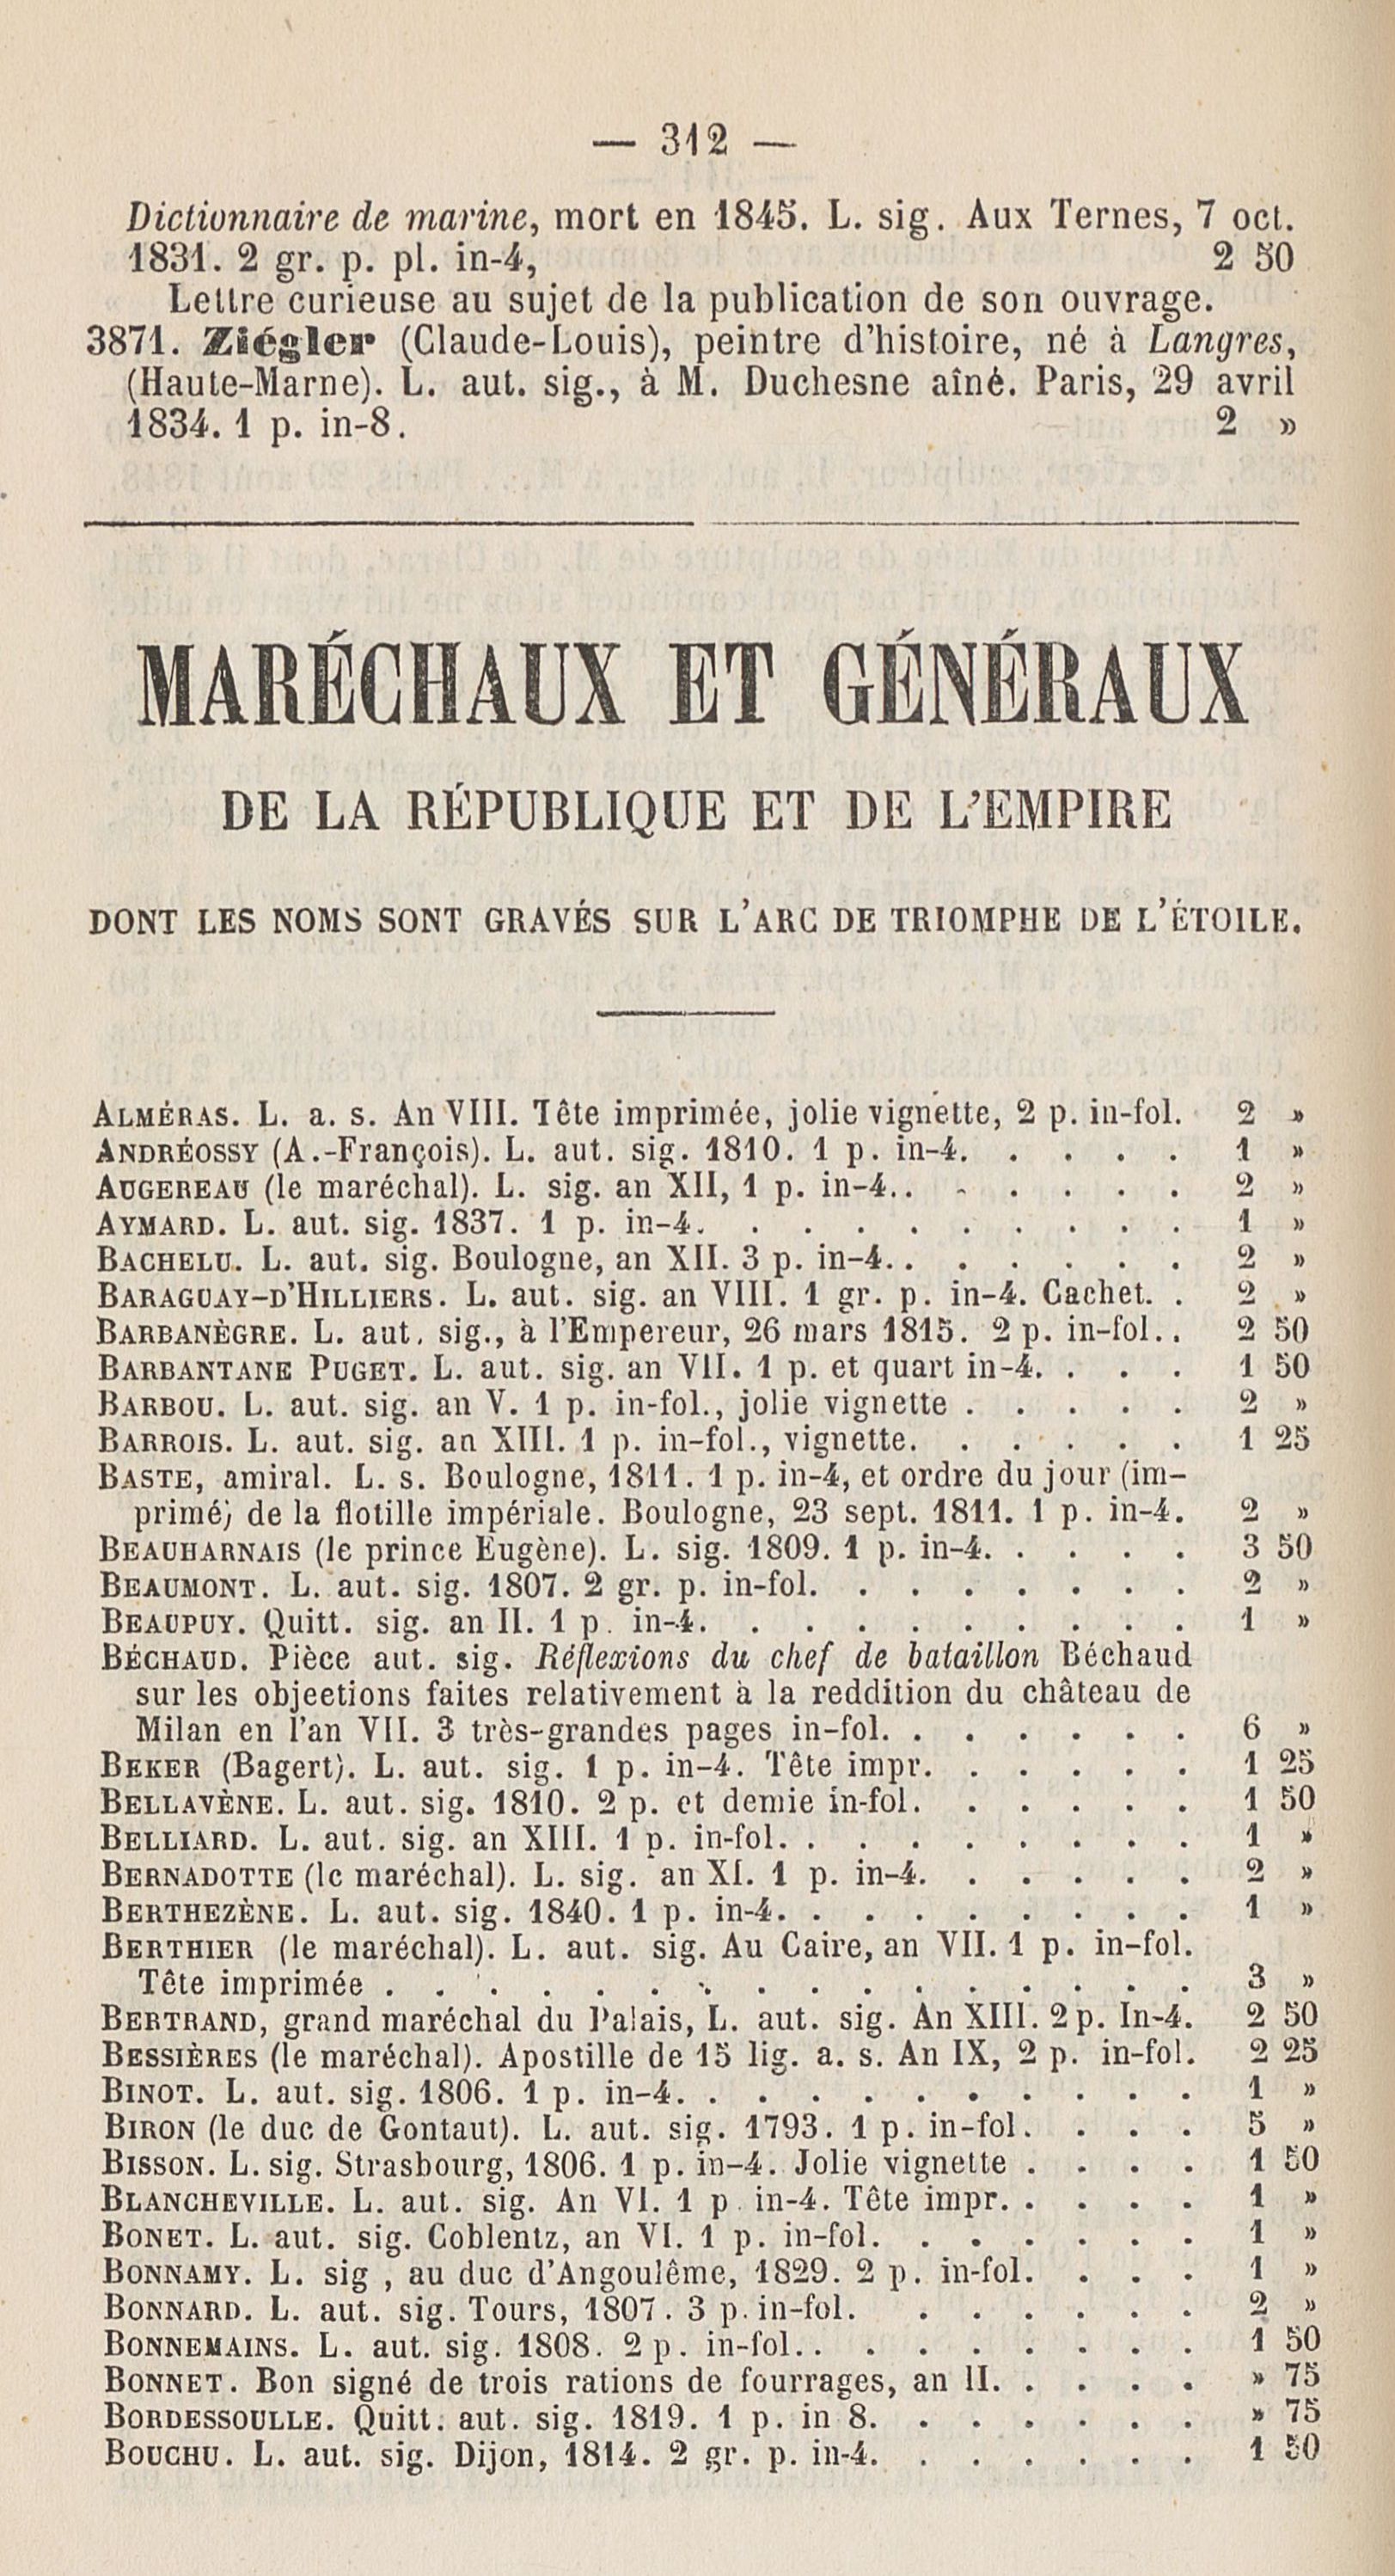 — 312 —
Dictionnaire de marine, mort en 1845. L. sig. Aux Ternes, 7 oct.
1831. 2 gr. p. pl. in-4, 2 50
Lettre curieuse au sujet de la publication de son ouvrage.
3871. Ziégler (Claude-Louis), peintre d'histoire, né à Langres,
(Haute-Marne). L. aut. sig., à M. Duchesne aîné. Paris, 29 avril
1834. 1 p. in-8. 2 »
MARÉCHAUX ET GÉNÉRAUX
DE LA RÉPUBLIQUE ET DE L'EMPIRE
DONT LES NOMS SONT GRAVÉS SUR L'ARC DE TRIOMPHE DE L'ÉTOILE.
ALMÉRAS. L. a. s. An VIII. Tête imprimée, jolie vignette, 2 p. in-fol. 2 »
ANDRÉOSSY (A.-François). L. aut. sig. 1810. 1 p. in-4. . . . . 1 »
AUGEREAU (le maréchal). L. sig. an XII, 1 p. in-4.. . . . . . 2 »
AYMARD. L. aut. sig. 1837. 1 p. in-4. . . . . . . . . . 1 »
BACHELU. L. aut. sig. Boulogne, an XII. 3 p. in-4.. . . . . . 2 »
BARAGUAY-D'HILLIERS. L. aut. sig. an VIII. 1 gr. p. in-4. Cachet. . 2 »
BARBANÈGRE. L. aut. sig., à l'Empereur, 26 mars 1815. 2 p. in-fol.. 2 50
BARBANTANE PUGET. L. aut. sig. an VII. 1 p. et quart in-4. . . . 1 50
BARBOU. L. aut. sig. an V. 1 p. in-fol., jolie vignette . . . . . 2 »
BARROIS. L. aut. sig. an XIII. 1 p. in-fol., vignette. . . . . . 1 25
BASTE, amiral. L. s. Boulogne, 1811. 1 p. in-4, et ordre du jour (im-
primé) de la flotille impériale. Boulogne, 23 sept. 1811. 1 p. in-4. 2 »
BEAUHARNAIS (le prince Eugène). L. sig. 1809. 1 p. in-4. . . . . 3 50
BEAUMONT. L. aut. sig. 1807. 2 gr. p. in-fol. . . . . . . . 2 »
BEAUPUY. Quitt. sig. an II. 1 p. in-4. . . . . . . . . . 1 »
BÉCHAUD. Pièce aut. sig. Réflexions du chef de bataillon Béchaud
sur les objeetions faites relativement à la reddition du château de
Milan en l'an VII. 3 très-grandes pages in-fol. . . . . . . 6 »
BEKER (Bagert). L. aut. sig. 1 p. in-4. Tête impr. . . . . . 1 25
BELLAVÈNE. L. aut. sig. 1810. 2 p. et demie in-fol. . . . . . 1 50
BELLIARD. L. aut. sig. an XIII. 1 p. in-fol. . . . . . . . . 1 »
BERNADOTTE (le maréchal). L. sig. an XI. 1 p. in-4. . . . . . 2 »
BERTHEZÈNE. L. aut. sig. 1840. 1 p. in-4. . . . . . . . . 1 »
BERTHIER (le maréchal). L. aut. sig. Au Caire, an VII. 1 p. in-fol.
Tête imprimée . . . . . . . . . . . . . . . . 3 »
BERTRAND, grand maréchal du Palais, L. aut. sig. An XIII. 2 p. In-4. 2 50
BESSIÈRES (le maréchal). Apostille de 15 lig. a. s. An IX, 2 p. in-fol. 2 25
BINOT. L. aut. sig. 1806. 1 p. in-4. . . . . . . . . . . 1 »
BIRON (le duc de Gontaut). L. aut. sig. 1793. 1 p. in-fol. . . . 5 »
BISSON. L. sig. Strasbourg, 1806. 1 p. in-4. Jolie vignette . . . . 1 50
BLANCHEVILLE. L. aut. sig. An VI. 1 p. in-4. Tête impr. . . . . 1 »
BONET. L. aut. sig. Coblentz, an VI. 1 p. in-fol. . . . . . . 1 »
BONNAMY. L. sig , au duc d'Angoulême, 1829. 2 p. in-fol. . . . 1 »
BONNARD. L. aut. sig. Tours, 1807. 3 p. in-fol. . . . . . . 2 »
BONNEMAINS. L. aut. sig. 1808. 2 p. in-fol.. . . . . . . . 1 50
BONNET. Bon signé de trois rations de fourrages, an II. . . . . » 75
BORDESSOULLE. Quitt. aut. sig. 1819. 1 p. in 8. . . . . . . » 75
BOUCHU. L. aut. sig. Dijon, 1814. 2 gr. p. in-4. . . . . . . 1 50